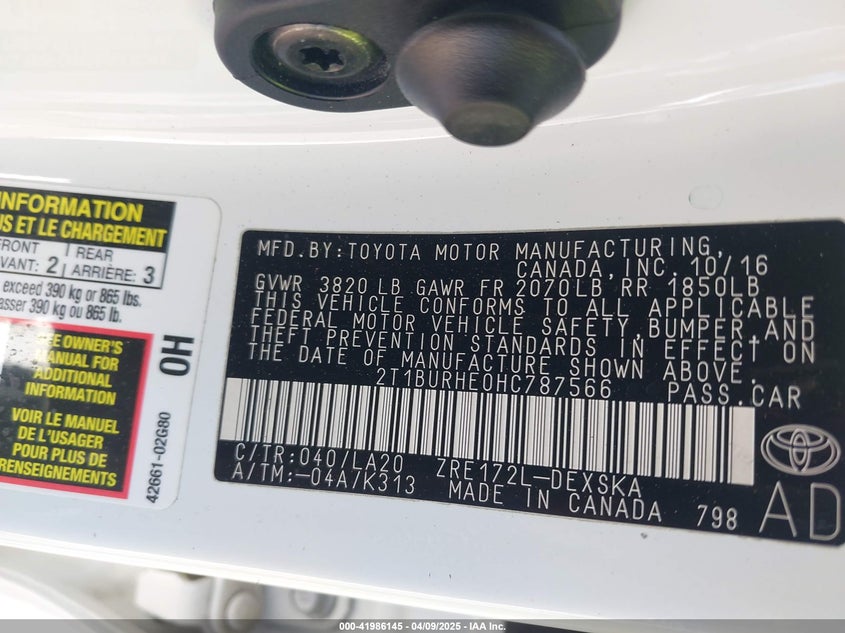 INFORMATION
US ET LE CHARGEMENT
FRONT
AVANT: 2
REAR
ARRIÈRE: 3
exceed 390 kg or 865 lbs.
asser 390 kg ou 865 lb.
SEE OWNER'S
MANUAL FOR
ADDITIONAL
INFORMATION
VOIR LE MANUEL
DE L'USAGER
POUR PLUS DE
RENSEIGNEMENTS
OH
42661-02G80
MFD.BY:TOYOTA MOTOR MANUFACTURING,
CANADA,INC. 10/16
GVWR 3820LB GAWR FR 2070LB RR 1850LB
THIS VEHICLE CONFORMS TO ALL APPLICABLE
FEDERAL MOTOR VEHICLE SAFETY,BUMPER,AND
THEFT PREVENTION STANDARDS IN EFFECT ON
THE DATE OF MANUFACTURE SHOWN ABOVE.
2T1BURHE0HC787566 PASS.CAR
C/TR:040/LA20 ZRE172L-DEXSKA
A/TM:-04A/K313 MADE IN CANADA 798
AD
000-41986145 - 04/09/2025 - IAA Inc.